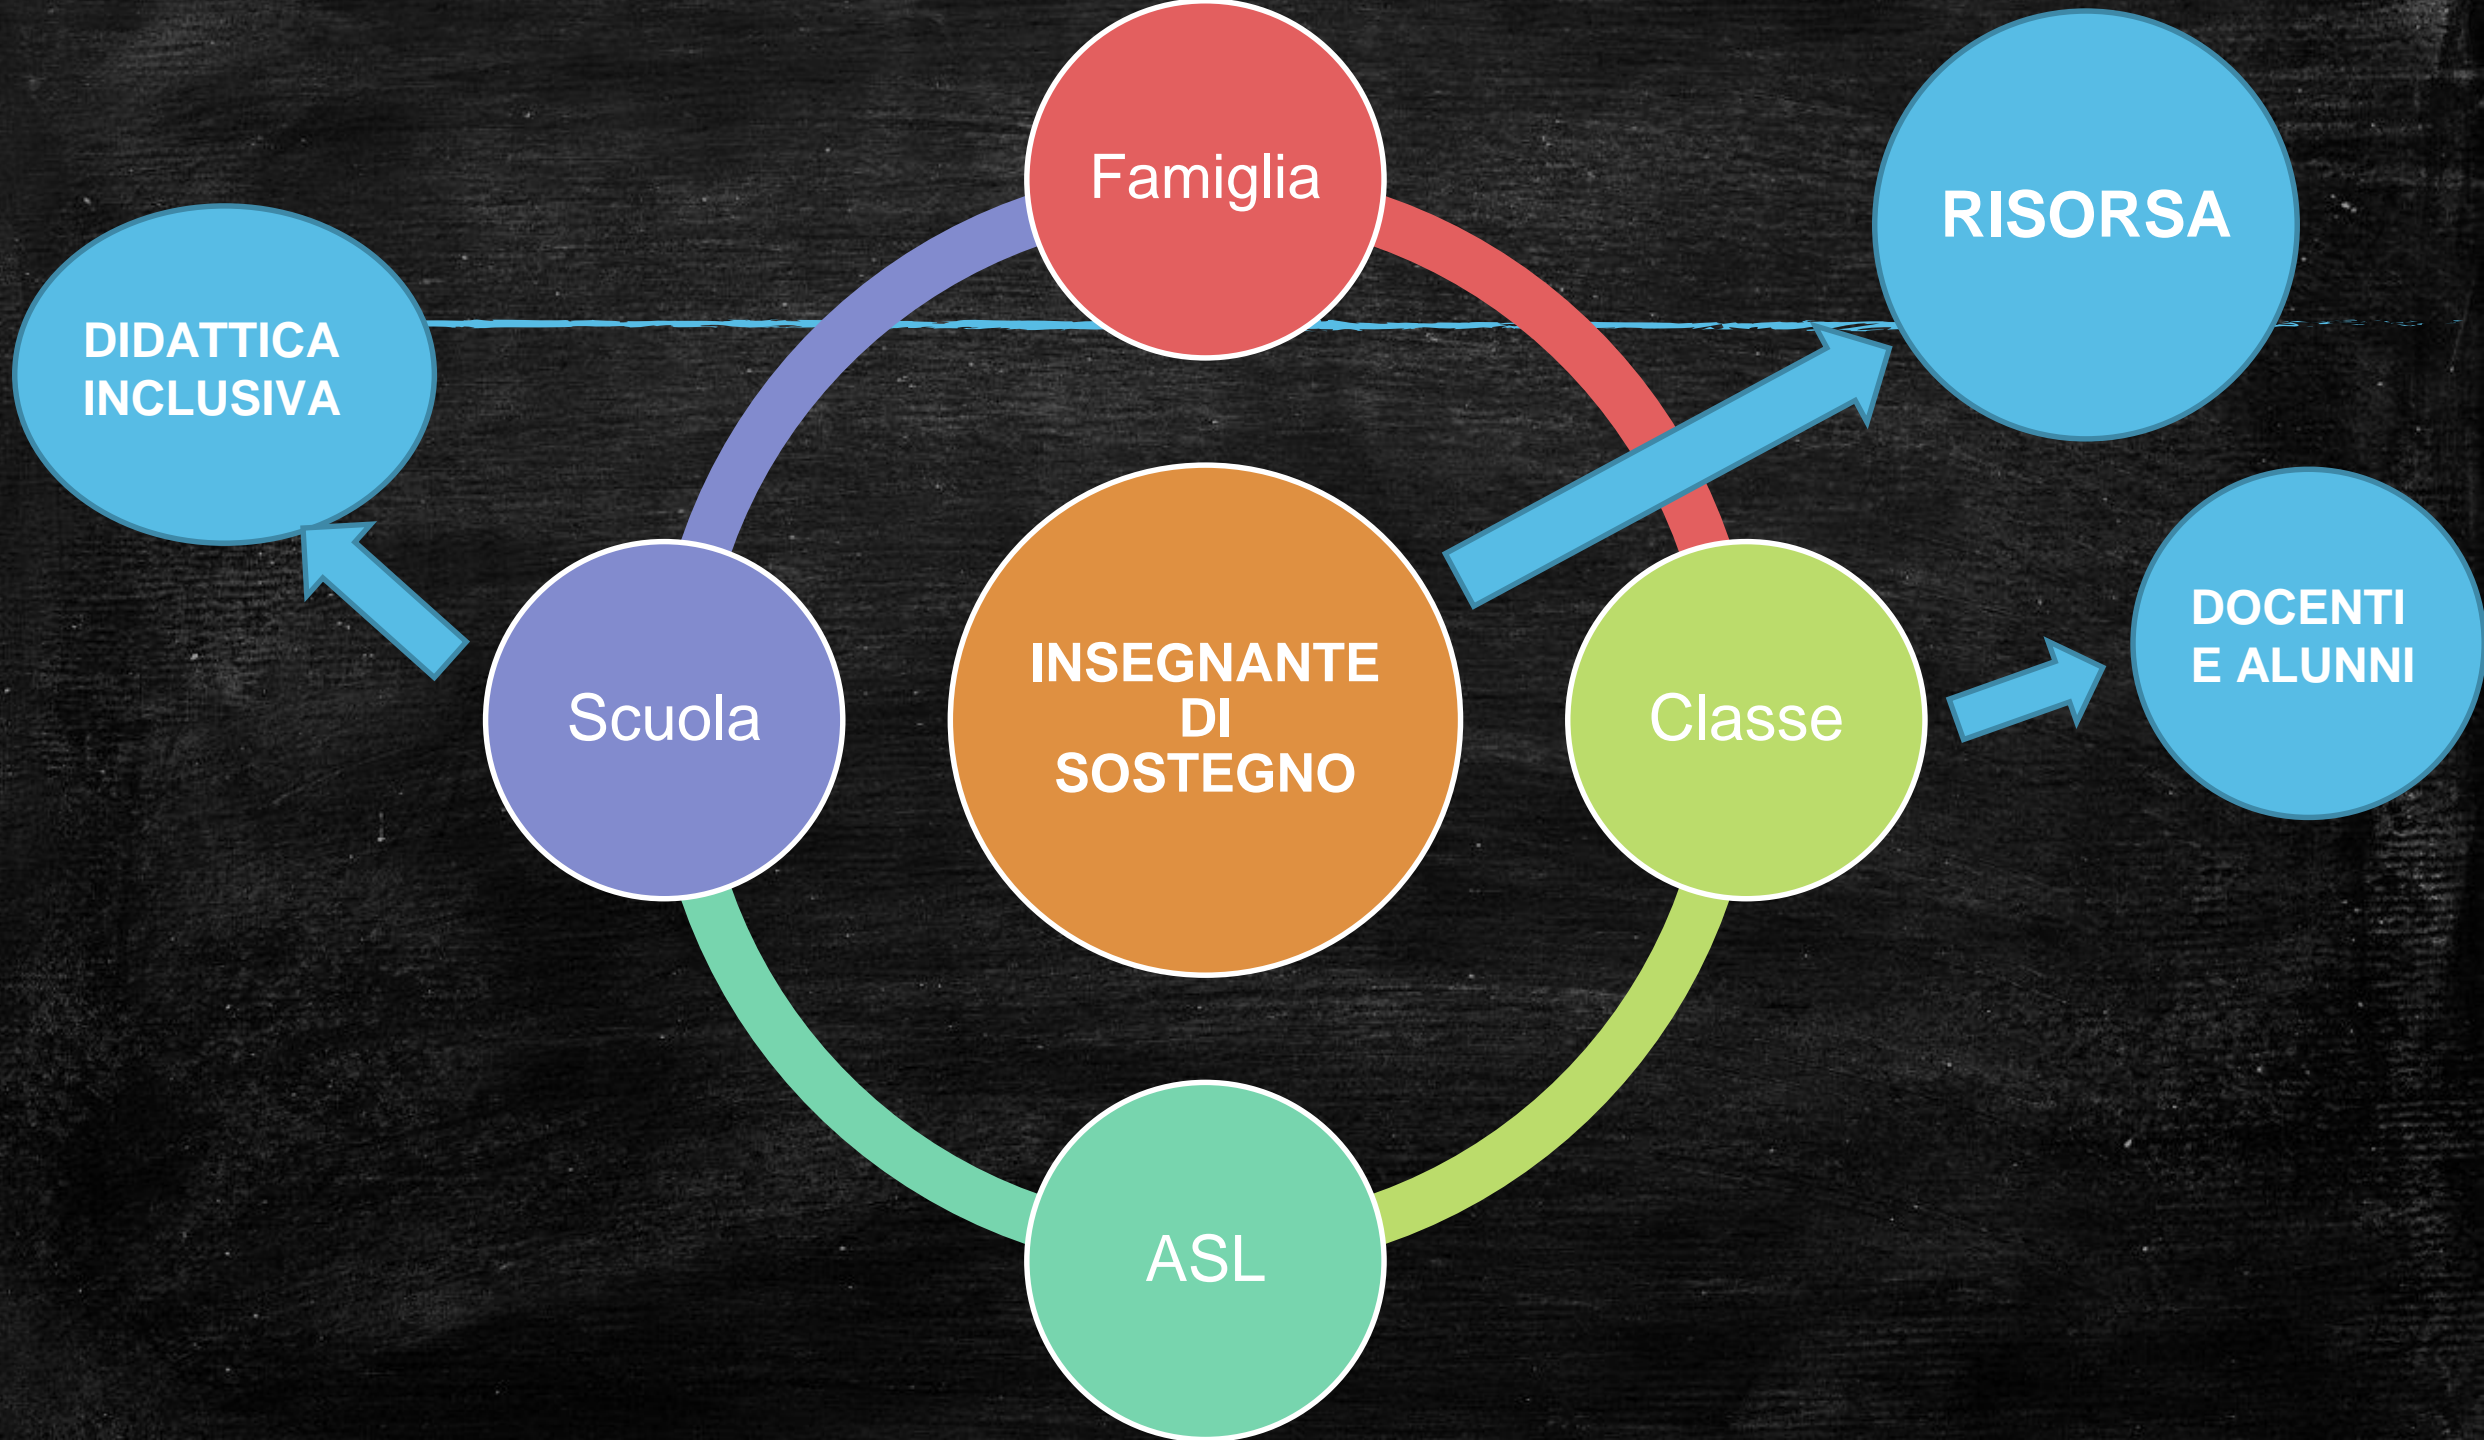 Famiglia
RISORSA
DIDATTICA
INCLUSIVA
INSEGNANTE
DI
SOSTEGNO
Scuola
Classe
DOCENTI
E ALUNNI
ASL